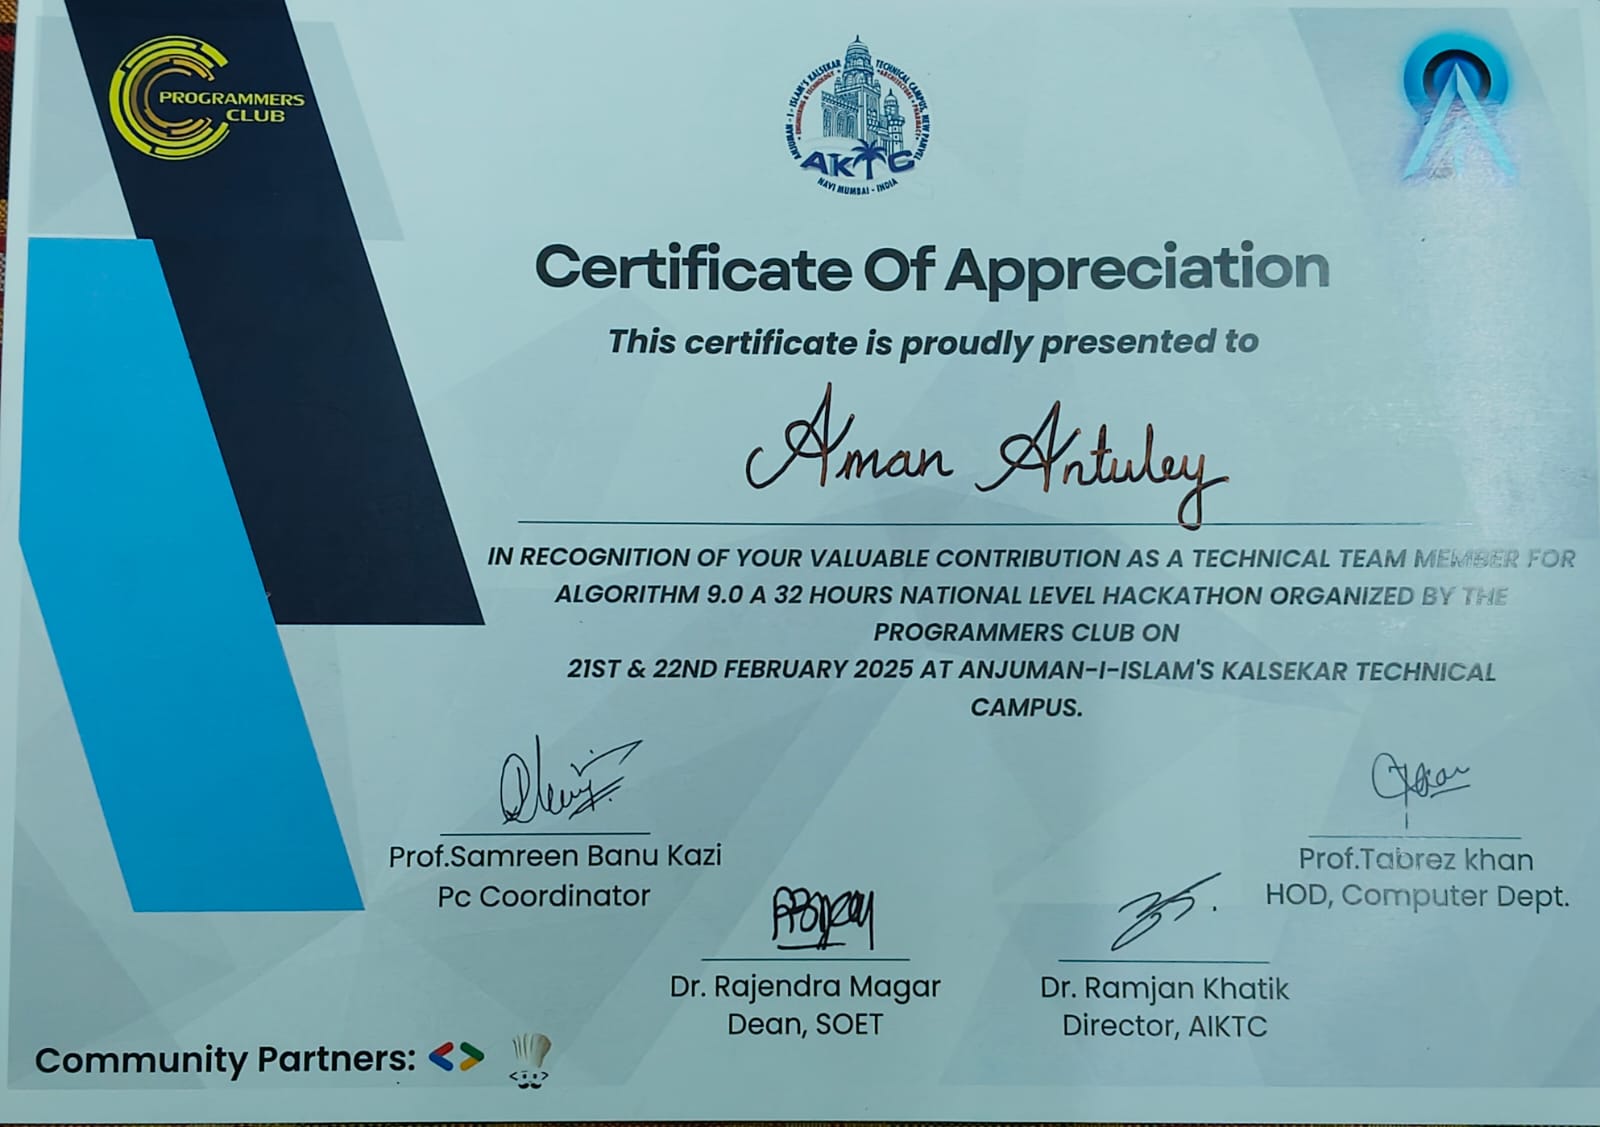 PROGRAMMERS
CLUB
ANJUMAN - I - ISLAM'S KALSEKAR TECHNICAL CAMPUS, NEW PANVEL
• ENGINEERING & TECHNOLOGY • ARCHITECTURE • PHARMACY •
AKTC
NAVI MUMBAI - INDIA
Certificate Of Appreciation
This certificate is proudly presented to
Aman Antuley
IN RECOGNITION OF YOUR VALUABLE CONTRIBUTION AS A TECHNICAL TEAM MEMBER FOR
ALGORITHM 9.0 A 32 HOURS NATIONAL LEVEL HACKATHON ORGANIZED BY THE
PROGRAMMERS CLUB ON
21ST & 22ND FEBRUARY 2025 AT ANJUMAN-I-ISLAM'S KALSEKAR TECHNICAL
CAMPUS.
Prof.Samreen Banu Kazi
Pc Coordinator
Prof.Tabrez khan
HOD, Computer Dept.
Dr. Rajendra Magar
Dean, SOET
Dr. Ramjan Khatik
Director, AIKTC
Community Partners: